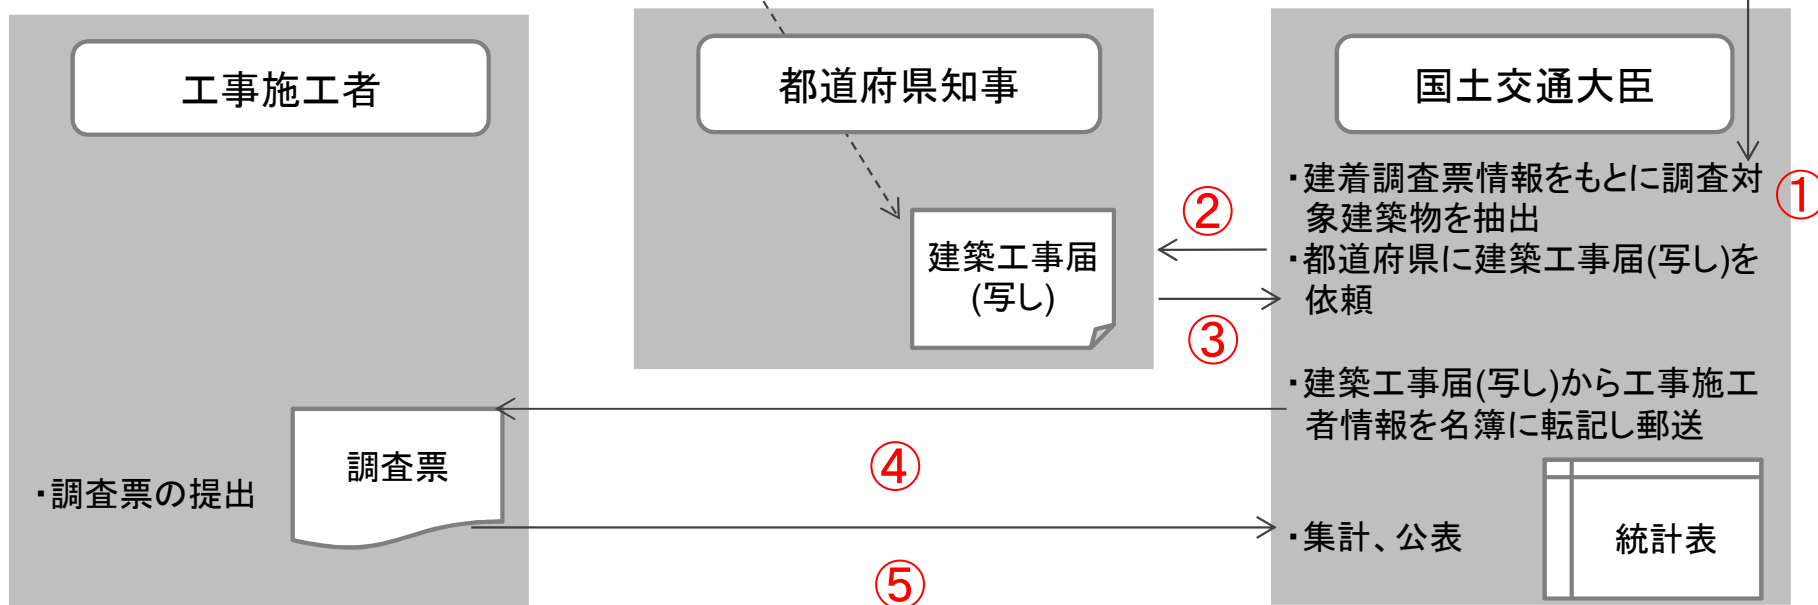 工事施工者
都道府県知事
国土交通大臣
・建着調査票情報をもとに調査対
象建築物を抽出
①
②
・都道府県に建築工事届(写し)を
依頼
建築工事届
(写し)
③
・建築工事届(写し)から工事施工
者情報を名簿に転記し郵送
④
調査票
・調査票の提出
・集計、公表
統計表
⑤